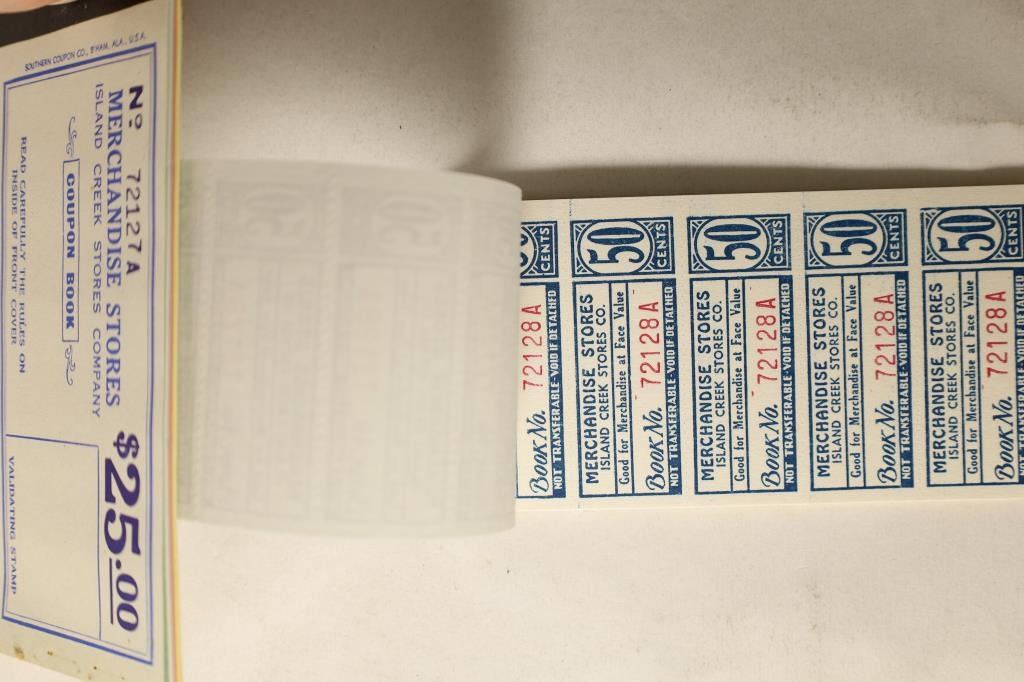 SOUTHERN COUPON CO., B'HAM, ALA., U.S.A.
Nº 72127A
MERCHANDISE STORES
ISLAND CREEK STORES COMPANY
COUPON BOOK
READ CAREFULLY THE RULES ON
INSIDE OF FRONT COVER
$25.00
VALIDATING STAMP
CENTS
Book No. 72128A
NOT TRANSFERABLE-VOID IF DETACHED
50 CENTS
MERCHANDISE STORES
ISLAND CREEK STORES CO.
Good for Merchandise at Face Value
Book No. 72128A
NOT TRANSFERABLE-VOID IF DETACHED
50 CENTS
MERCHANDISE STORES
ISLAND CREEK STORES CO.
Good for Merchandise at Face Value
Book No. 72128A
NOT TRANSFERABLE-VOID IF DETACHED
50 CENTS
MERCHANDISE STORES
ISLAND CREEK STORES CO.
Good for Merchandise at Face Value
Book No. 72128A
NOT TRANSFERABLE-VOID IF DETACHED
50 CENTS
MERCHANDISE STORES
ISLAND CREEK STORES CO.
Good for Merchandise at Face Value
Book No. 72128A